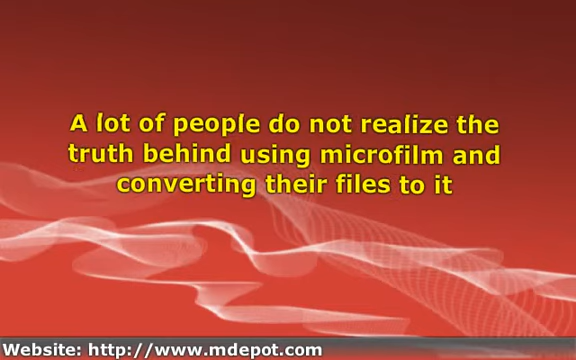 A lot of people do not realize the
truth behind using microfilm and
converting their files to it
Website: http://www.mdepot.com